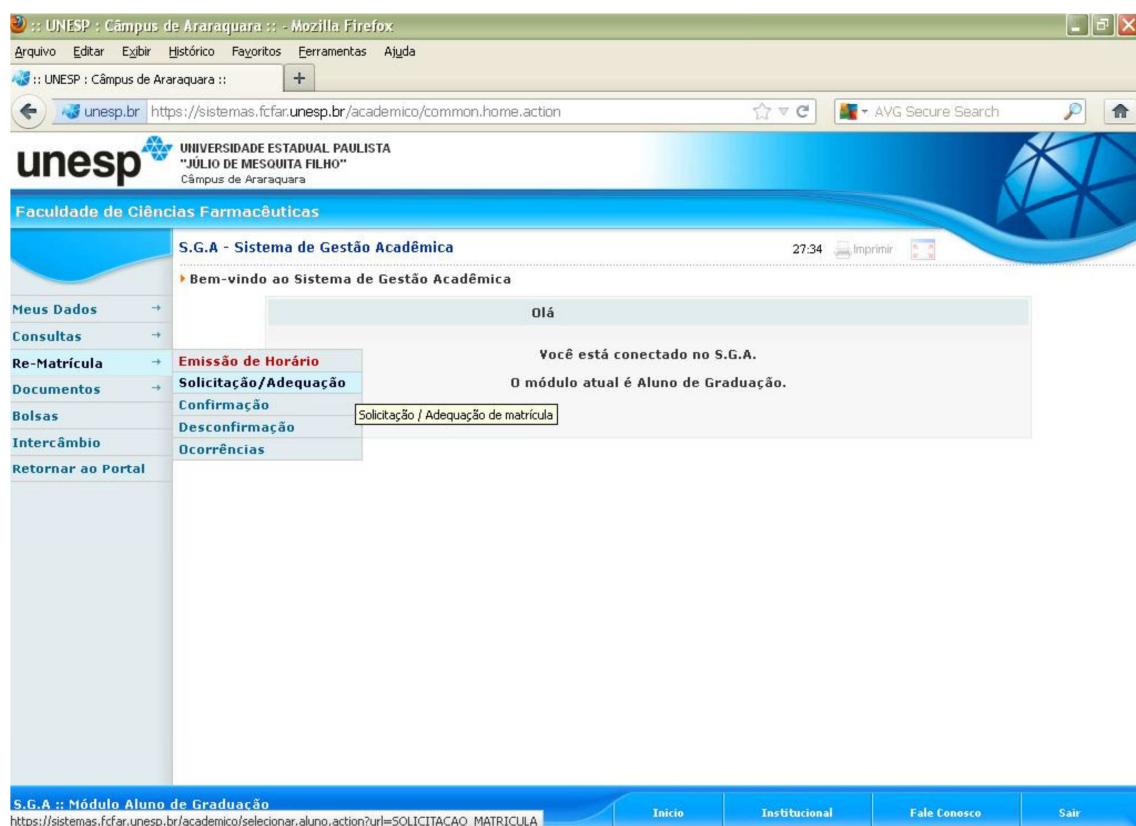 :: UNESP : Câmpus de Araraquara :: - Mozilla Firefox
Arquivo Editar Exibir Histórico Favoritos Ferramentas Ajuda
:: UNESP : Câmpus de Araraquara :: +
unesp.br https://sistemas.fcfar.unesp.br/academico/common.home.action AVG Secure Search
unesp
UNIVERSIDADE ESTADUAL PAULISTA
"JÚLIO DE MESQUITA FILHO"
Câmpus de Araraquara
Faculdade de Ciências Farmacêuticas
S.G.A - Sistema de Gestão Acadêmica 27:34 Imprimir
Bem-vindo ao Sistema de Gestão Acadêmica
Olá
Você está conectado no S.G.A.
O módulo atual é Aluno de Graduação.
Meus Dados
Consultas
Re-Matrícula
Documentos
Bolsas
Intercâmbio
Retornar ao Portal
Emissão de Horário
Solicitação/Adequação
Confirmação
Desconfirmação
Ocorrências
Solicitação / Adequação de matrícula
S.G.A :: Módulo Aluno de Graduação
https://sistemas.fcfar.unesp.br/academico/selecionar.aluno.action?url=SOLICITACAO_MATRICULA
Inicio Institucional Fale Conosco Sair